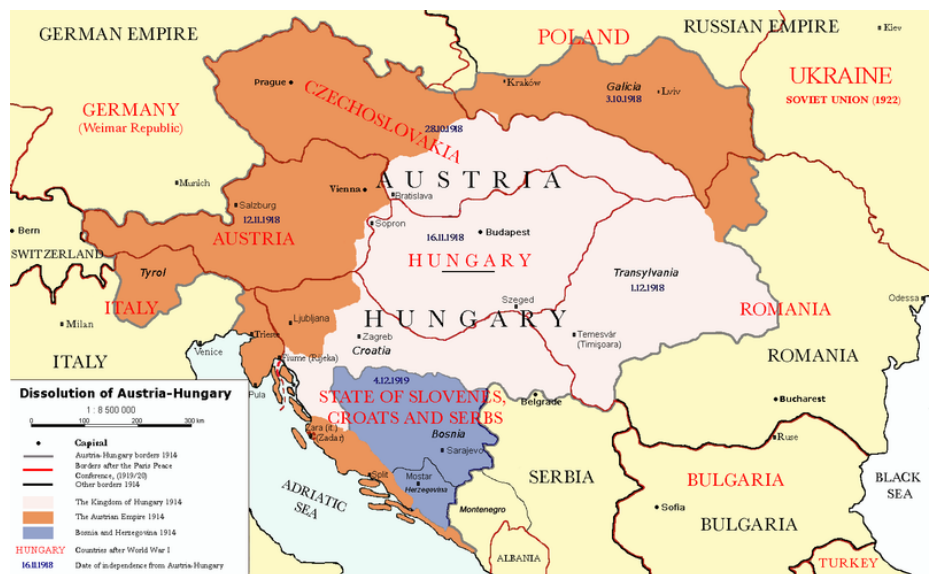 GERMAN EMPIRE
POLAND
RUSSIAN EMPIRE
Kiev
Prague
Kraków
Galicia
3.10.1918
Lviv
UKRAINE
SOVIET UNION (1922)
GERMANY
(Weimar Republic)
CZECHOSLOVAKIA
28.10.1918
Munich
Vienna
AUSTRIA
Bratislava
Salzburg
12.11.1918
AUSTRIA
Sopron
16.11.1918
Budapest
HUNGARY
Bern
SWITZERLAND
Tyrol
ITALY
Transylvania
1.12.1918
ROMANIA
Odessa
Milan
Ljubljana
Trieste
Venice
Szeged
HUNGARY
Zagreb
Croatia
Temesvár
(Timişoara)
ITALY
Fiume (Rijeka)
Pula
ROMANIA
4.12.1919
STATE OF SLOVENES,
CROATS AND SERBS
Belgrade
Bucharest
Zara (it.)
(Zadar)
Bosnia
Sarajevo
Ruse
Split
Mostar
Herzegovina
SERBIA
BULGARIA
BLACK
SEA
ADRIATIC
SEA
Montenegro
Sofia
BULGARIA
ALBANIA
TURKEY
Dissolution of Austria-Hungary
1 : 8 500 000
0 100 200 300 km
Capital
Austria-Hungary borders 1914
Borders after the Paris Peace
Conference, (1919/20)
Other borders 1914
The Kingdom of Hungary 1914
The Austrian Empire 1914
Bosnia and Herzegovina 1914
HUNGARY Countries after World War I
16.11.1918 Date of independence from Austria-Hungary